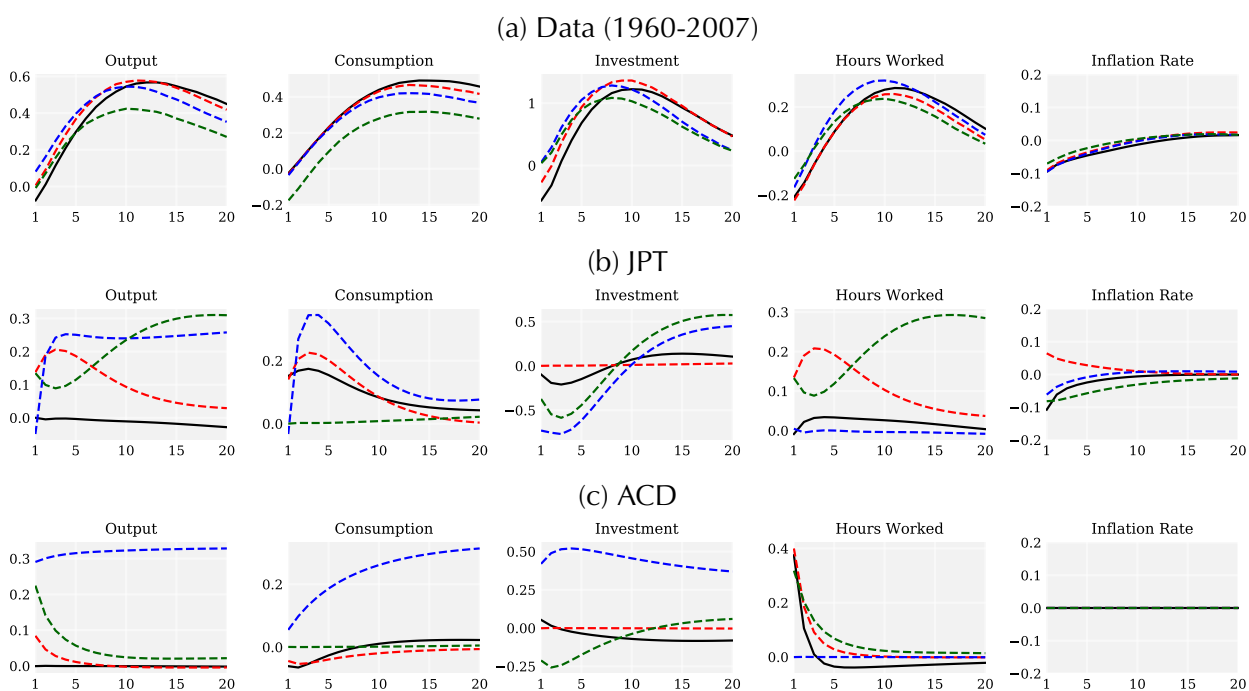 (a) Data (1960-2007)
Output Consumption Investment Hours Worked Inflation Rate
0.6 0.4 0.2 0.0
0.4 0.2 0.0 −0.2
1 0
0.2 0.0 −0.2
0.2 0.1 0.0 −0.1 −0.2
1 5 10 15 20 1 5 10 15 20 1 5 10 15 20 1 5 10 15 20 1 5 10 15 20
(b) JPT
Output Consumption Investment Hours Worked Inflation Rate
0.3 0.2 0.1 0.0
0.2 0.0
0.5 0.0 −0.5
0.3 0.2 0.1 0.0
0.2 0.1 0.0 −0.1 −0.2
1 5 10 15 20 1 5 10 15 20 1 5 10 15 20 1 5 10 15 20 1 5 10 15 20
(c) ACD
Output Consumption Investment Hours Worked Inflation Rate
0.3 0.2 0.1 0.0
0.2 0.0
0.50 0.25 0.00 −0.25
0.4 0.2 0.0
0.2 0.1 0.0 −0.1 −0.2
1 5 10 15 20 1 5 10 15 20 1 5 10 15 20 1 5 10 15 20 1 5 10 15 20